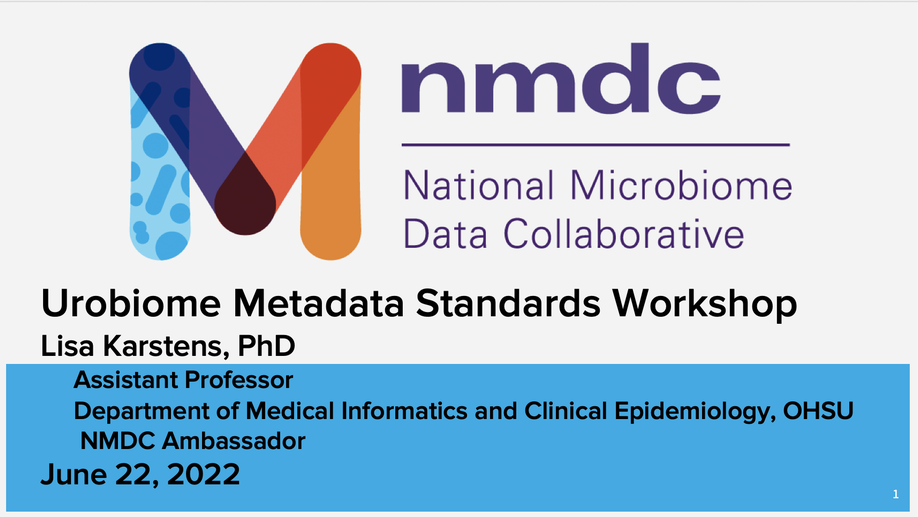 nmdc
National Microbiome
Data Collaborative
Urobiome Metadata Standards Workshop
Lisa Karstens, PhD
Assistant Professor
Department of Medical Informatics and Clinical Epidemiology, OHSU
NMDC Ambassador
June 22, 2022
1